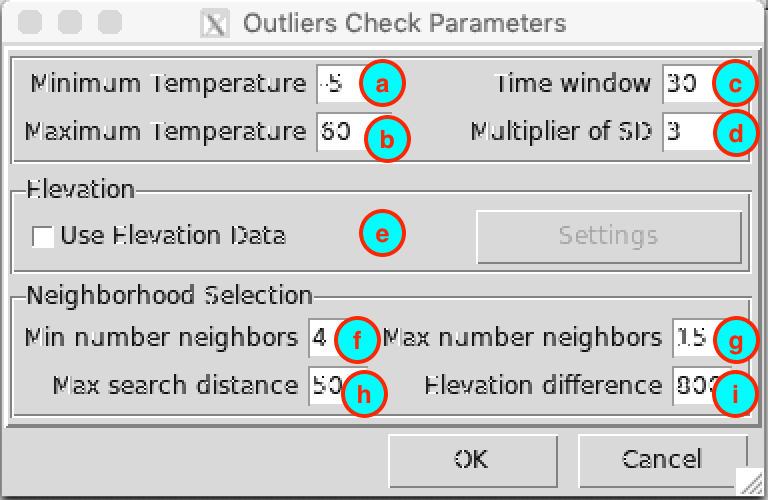 X Outliers Check Parameters
Minimum Temperature -5 a Time window 30 c
Maximum Temperature 60 b Multiplier of SD 3 d
Elevation
Use Elevation Data e Settings
Neighborhood Selection
Min number neighbors 4 f Max number neighbors 15 g
Max search distance 50 h Elevation difference 800 i
OK Cancel